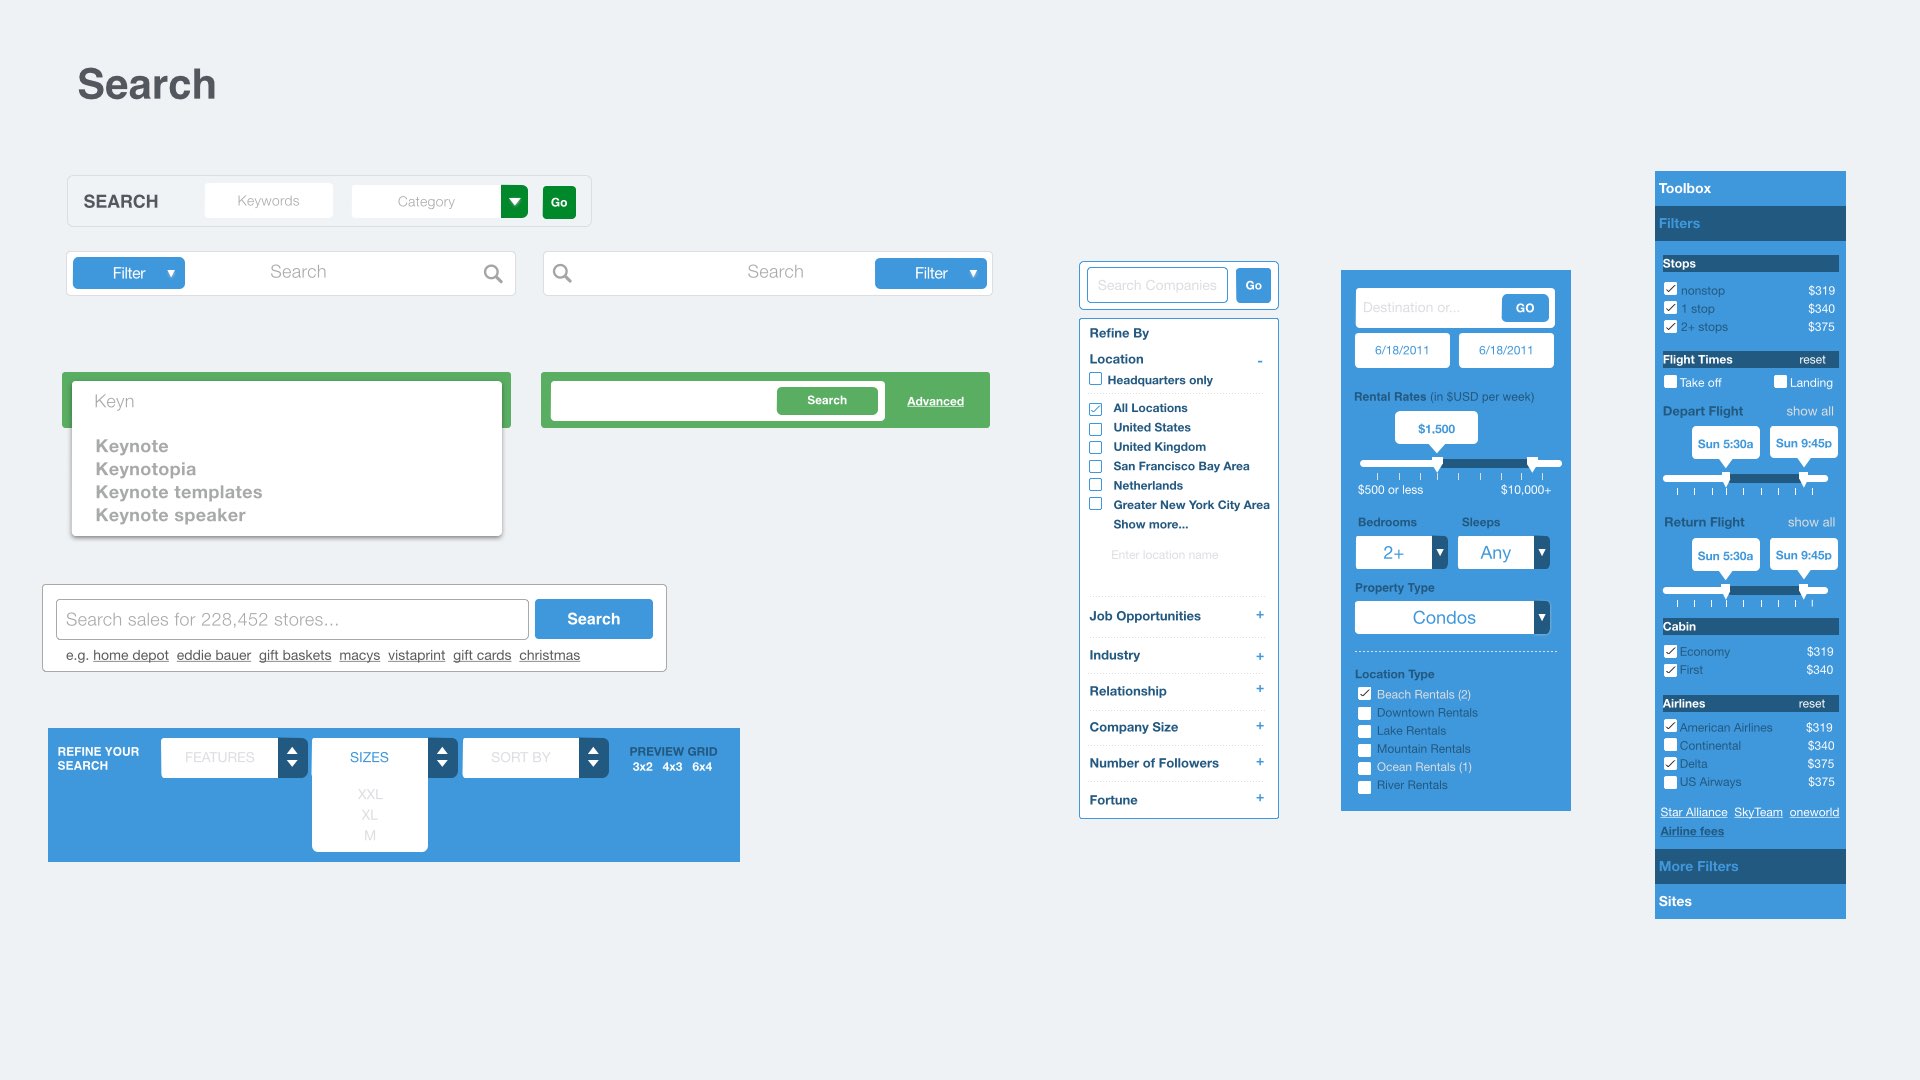 Search
SEARCH Keywords Category Go
Filter Search
Search Filter
Keyn
Keynote
Keynotopia
Keynote templates
Keynote speaker
Search Advanced
Search sales for 228,452 stores... Search
e.g. home depot eddie bauer gift baskets macys vistaprint gift cards christmas
REFINE YOUR SEARCH
FEATURES
SIZES
XXL
XL
M
SORT BY
PREVIEW GRID
3x2 4x3 6x4
Search Companies Go
Refine By
Location -
Headquarters only
All Locations
United States
United Kingdom
San Francisco Bay Area
Netherlands
Greater New York City Area
Show more...
Enter location name
Job Opportunities +
Industry +
Relationship +
Company Size +
Number of Followers +
Fortune +
Destination or... GO
6/18/2011 6/18/2011
Rental Rates (in $USD per week)
$1,500
$500 or less $10,000+
Bedrooms Sleeps
2+ Any
Property Type
Condos
Location Type
Beach Rentals (2)
Downtown Rentals
Lake Rentals
Mountain Rentals
Ocean Rentals (1)
River Rentals
Toolbox
Filters
Stops
nonstop $319
1 stop $340
2+ stops $375
Flight Times reset
Take off Landing
Depart Flight show all
Sun 5:30a Sun 9:45p
Return Flight show all
Sun 5:30a Sun 9:45p
Cabin
Economy $319
First $340
Airlines reset
American Airlines $319
Continental $340
Delta $375
US Airways $375
Star Alliance SkyTeam oneworld
Airline fees
More Filters
Sites